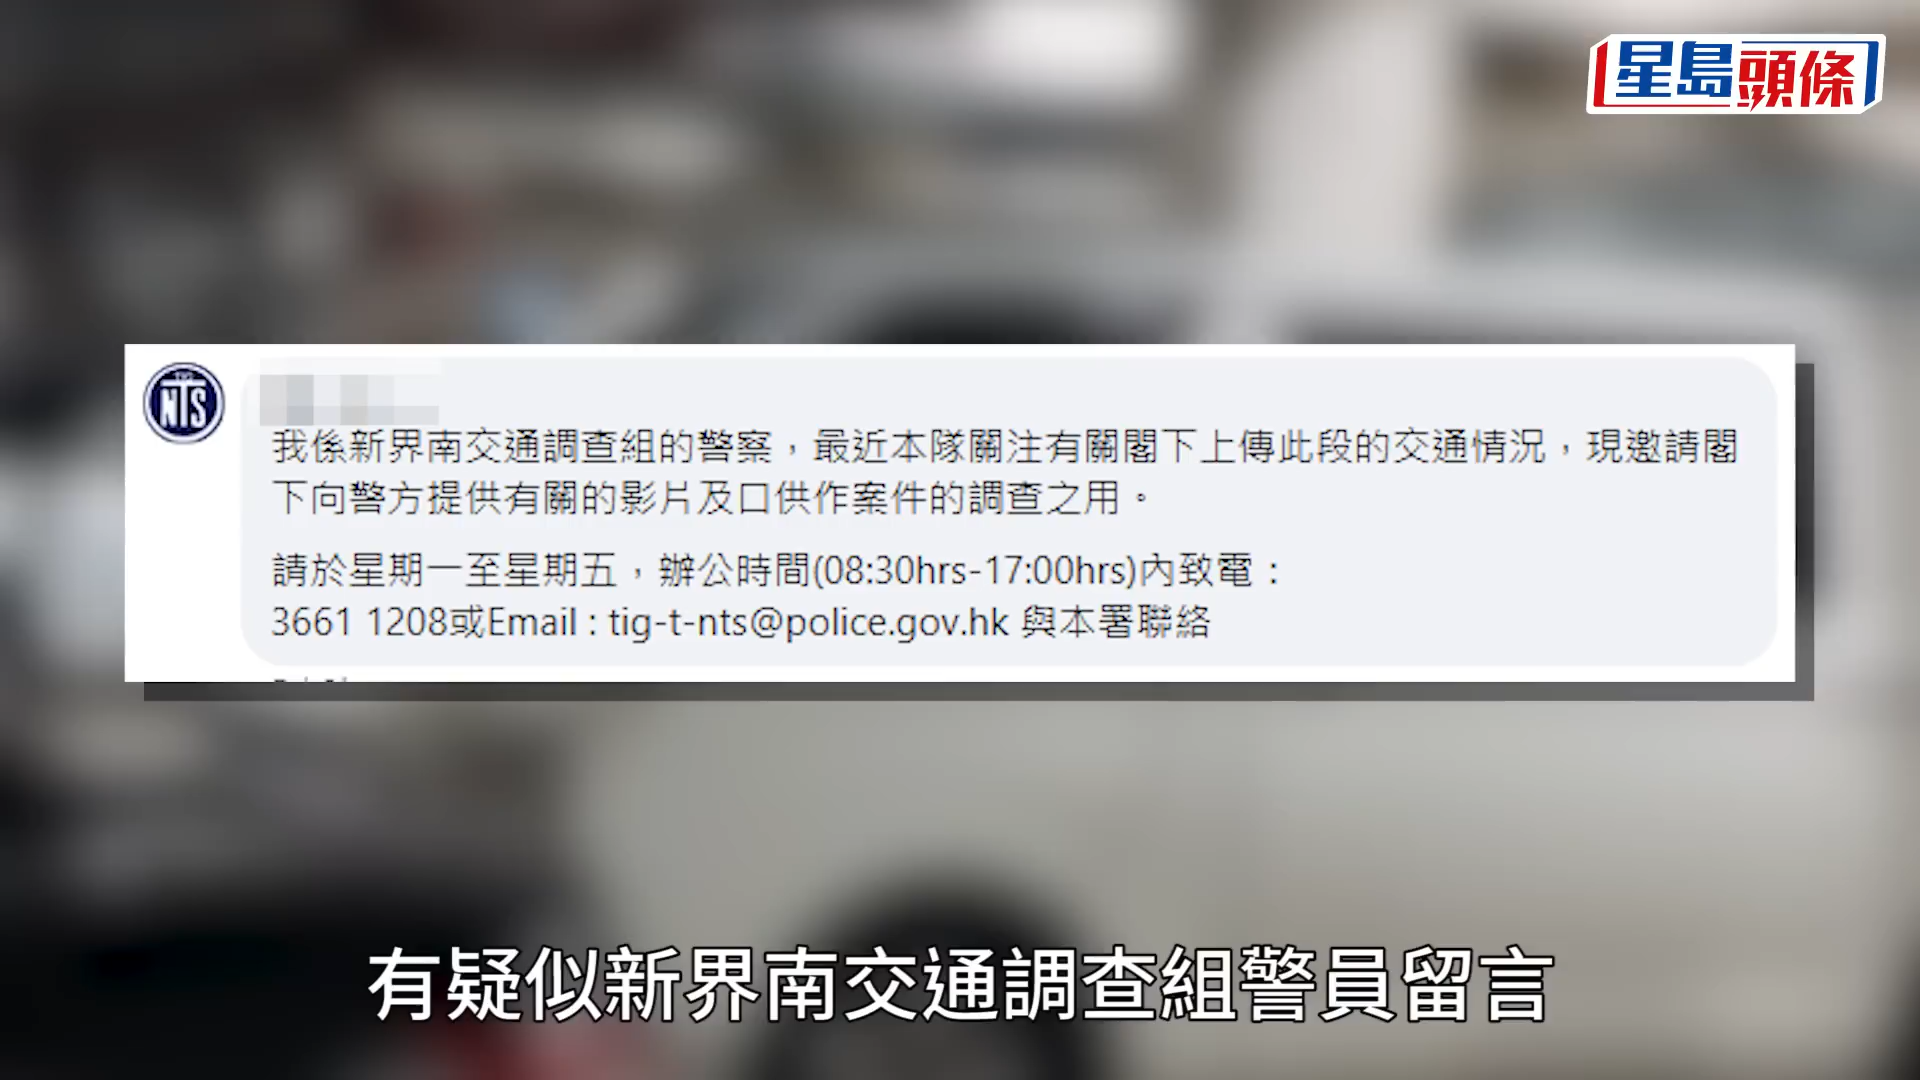 星島頭條
NTS
我係新界南交通調查組的警察，最近本隊關注有關閣下上傳此段的交通情況，現邀請閣
下向警方提供有關的影片及口供作案件的調查之用。
請於星期一至星期五，辦公時間(08:30hrs-17:00hrs)內致電：
3661 1208或Email : tig-t-nts@police.gov.hk 與本署聯絡
有疑似新界南交通調查組警員留言